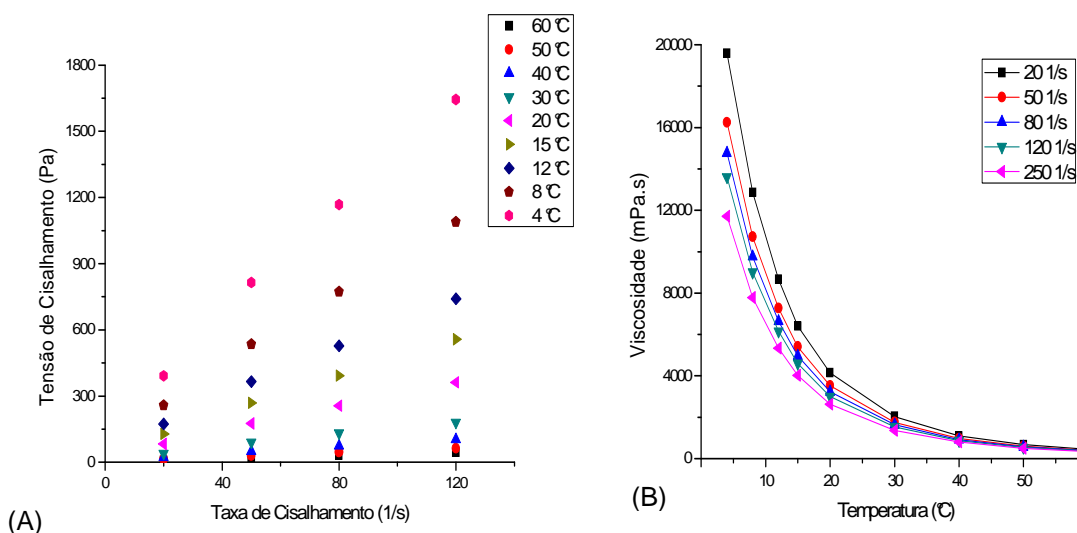 60 ℃
50 ℃
40 ℃
30 ℃
20 ℃
15 ℃
12 ℃
8 ℃
4 ℃
1800
1500
1200
900
600
300
0
0
40
80
120
Tensão de Cisalhamento (Pa)
Taxa de Cisalhamento (1/s)
(A)
20 1/s
50 1/s
80 1/s
120 1/s
250 1/s
20000
16000
12000
8000
4000
0
10
20
30
40
50
Viscosidade (mPa.s)
Temperatura (℃)
(B)